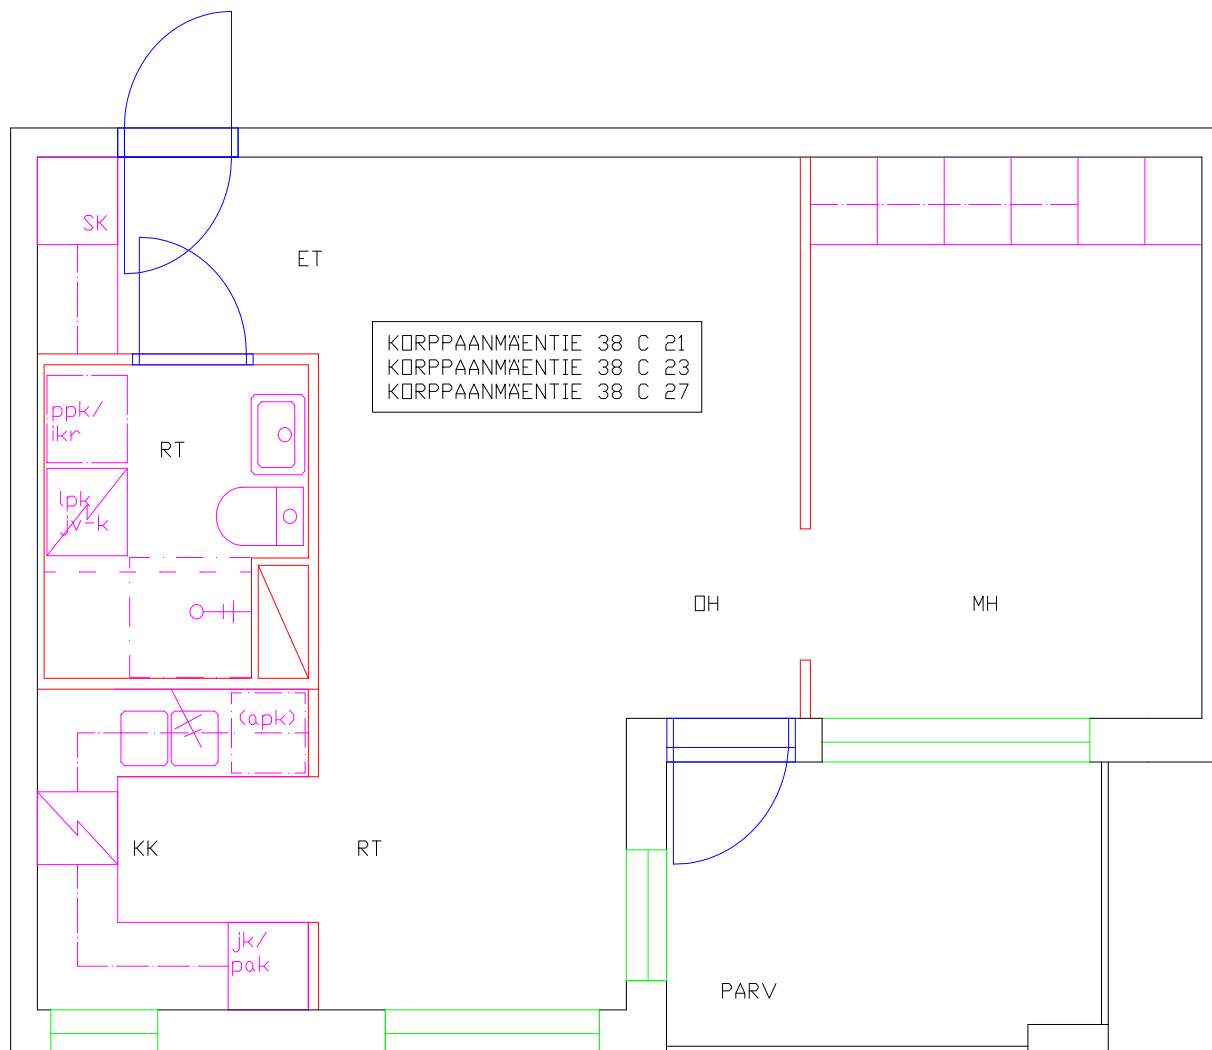 SK
ET
KORPPAANMÄENTIE 38 C 21
KORPPAANMÄENTIE 38 C 23
KORPPAANMÄENTIE 38 C 27
ppk/
ikr
RT
lpk
jv-k
OH
MH
(apk)
KK
RT
jk/
pak
PARV